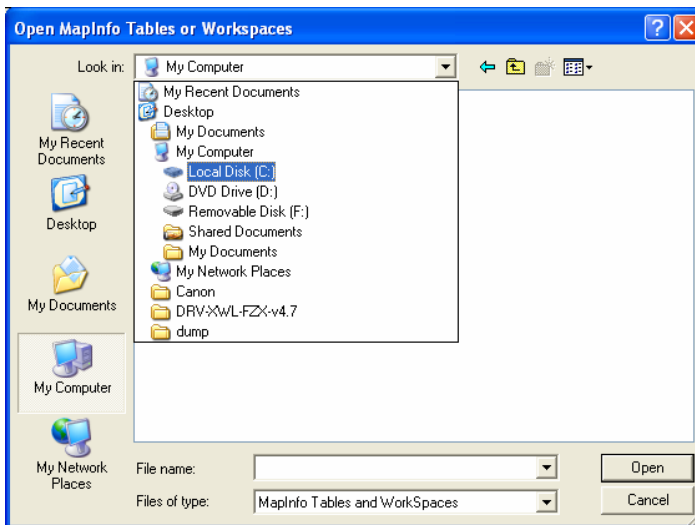 Open MapInfo Tables or Workspaces
Look in:
My Computer
My Recent Documents
Desktop
My Documents
My Computer
Local Disk (C:)
DVD Drive (D:)
Removable Disk (F:)
Shared Documents
My Documents
My Network Places
Canon
DRV-XWL-FZX-v4.7
dump
My Recent
Documents
Desktop
My Documents
My Computer
My Network
Places
File name:
Open
Files of type:
MapInfo Tables and WorkSpaces
Cancel